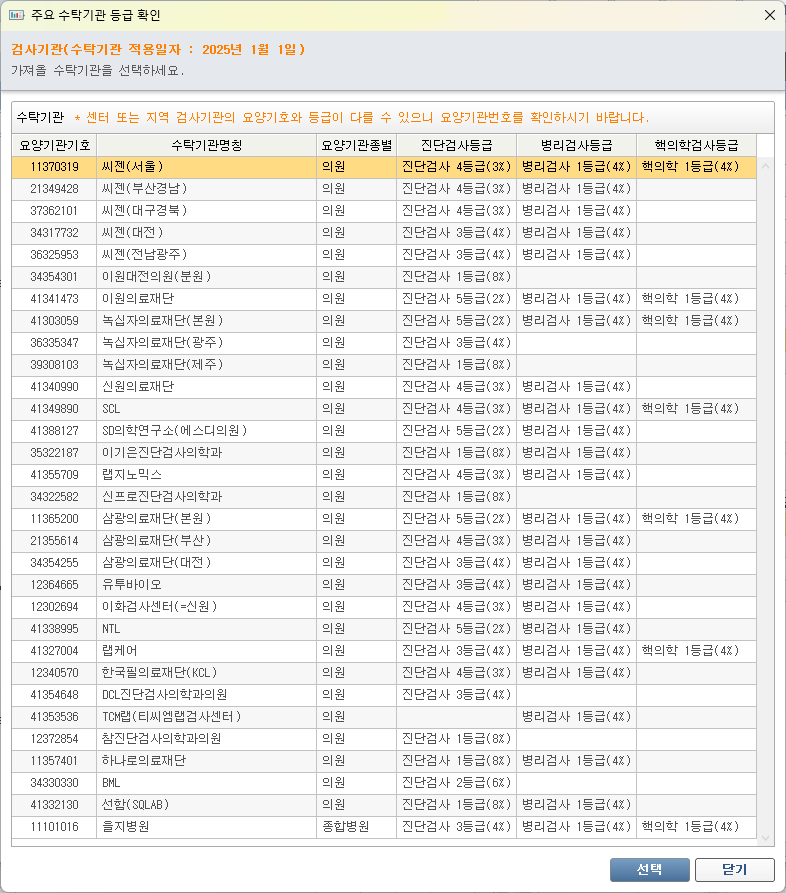 주요 수탁기관 등급 확인
검사기관(수탁기관 적용일자 : 2025년 1월 1일)
가져올 수탁기관을 선택하세요.
수탁기관 * 센터 또는 지역 검사기관의 요양기호와 등급이 다를 수 있으니 요양기관번호를 확인하시기 바랍니다.
요양기관기호 수탁기관명칭 요양기관종별 진단검사등급 병리검사등급 핵의학검사등급
11370319 씨젠(서울) 의원 진단검사 4등급(3%) 병리검사 1등급(4%) 핵의학 1등급(4%)
21349428 씨젠(부산경남) 의원 진단검사 4등급(3%) 병리검사 1등급(4%)
37362101 씨젠(대구경북) 의원 진단검사 4등급(3%) 병리검사 1등급(4%)
34317732 씨젠(대전) 의원 진단검사 3등급(4%) 병리검사 1등급(4%)
36325953 씨젠(전남광주) 의원 진단검사 3등급(4%) 병리검사 1등급(4%)
34354301 이원대전의원(분원) 의원 진단검사 1등급(8%)
41341473 이원의료재단 의원 진단검사 5등급(2%) 병리검사 1등급(4%) 핵의학 1등급(4%)
41303059 녹십자의료재단(본원) 의원 진단검사 5등급(2%) 병리검사 1등급(4%) 핵의학 1등급(4%)
36335347 녹십자의료재단(광주) 의원 진단검사 3등급(4%)
39308103 녹십자의료재단(제주) 의원 진단검사 1등급(8%)
41340990 신원의료재단 의원 진단검사 4등급(3%) 병리검사 1등급(4%)
41349890 SCL 의원 진단검사 4등급(3%) 병리검사 1등급(4%) 핵의학 1등급(4%)
41388127 SD의학연구소(에스디의원) 의원 진단검사 5등급(2%) 병리검사 1등급(4%)
35322187 이기은진단검사의학과 의원 진단검사 1등급(8%) 병리검사 1등급(4%)
41355709 랩지노믹스 의원 진단검사 4등급(3%) 병리검사 1등급(4%)
34322582 신프로진단검사의학과 의원 진단검사 1등급(8%)
11365200 삼광의료재단(본원) 의원 진단검사 5등급(2%) 병리검사 1등급(4%) 핵의학 1등급(4%)
21355614 삼광의료재단(부산) 의원 진단검사 4등급(3%) 병리검사 1등급(4%)
34354255 삼광의료재단(대전) 의원 진단검사 3등급(4%) 병리검사 1등급(4%)
12364665 유투바이오 의원 진단검사 3등급(4%) 병리검사 1등급(4%)
12302694 이화검사센터(=신원) 의원 진단검사 4등급(3%) 병리검사 1등급(4%)
41338995 NTL 의원 진단검사 5등급(2%) 병리검사 1등급(4%)
41327004 랩케어 의원 진단검사 3등급(4%) 병리검사 1등급(4%) 핵의학 1등급(4%)
12340570 한국필의료재단(KCL) 의원 진단검사 4등급(3%) 병리검사 1등급(4%)
41354648 DCL진단검사의학과의원 의원 진단검사 3등급(4%)
41353536 TCM랩(티씨엠랩검사센터) 의원 병리검사 1등급(4%)
12372854 참진단검사의학과의원 의원 진단검사 1등급(8%)
11357401 하나로의료재단 의원 진단검사 1등급(8%) 병리검사 1등급(4%)
34330330 BML 의원 진단검사 2등급(6%)
41332130 선함(SQLAB) 의원 진단검사 1등급(8%) 병리검사 1등급(4%)
11101016 을지병원 종합병원 진단검사 3등급(4%) 병리검사 1등급(4%) 핵의학 1등급(4%)
선택 닫기